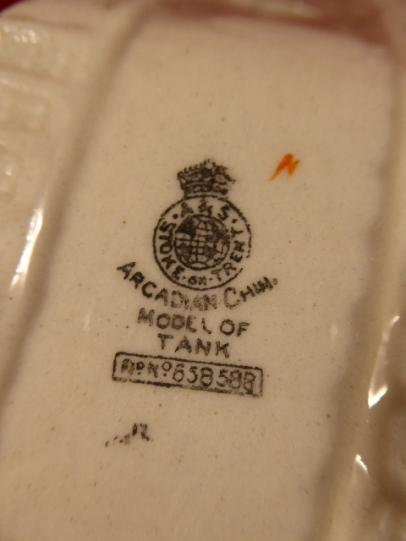 A & S.
STOKE-ON-TRENT
ARCADIAN CHINA
MODEL OF
TANK
Rd No 658588